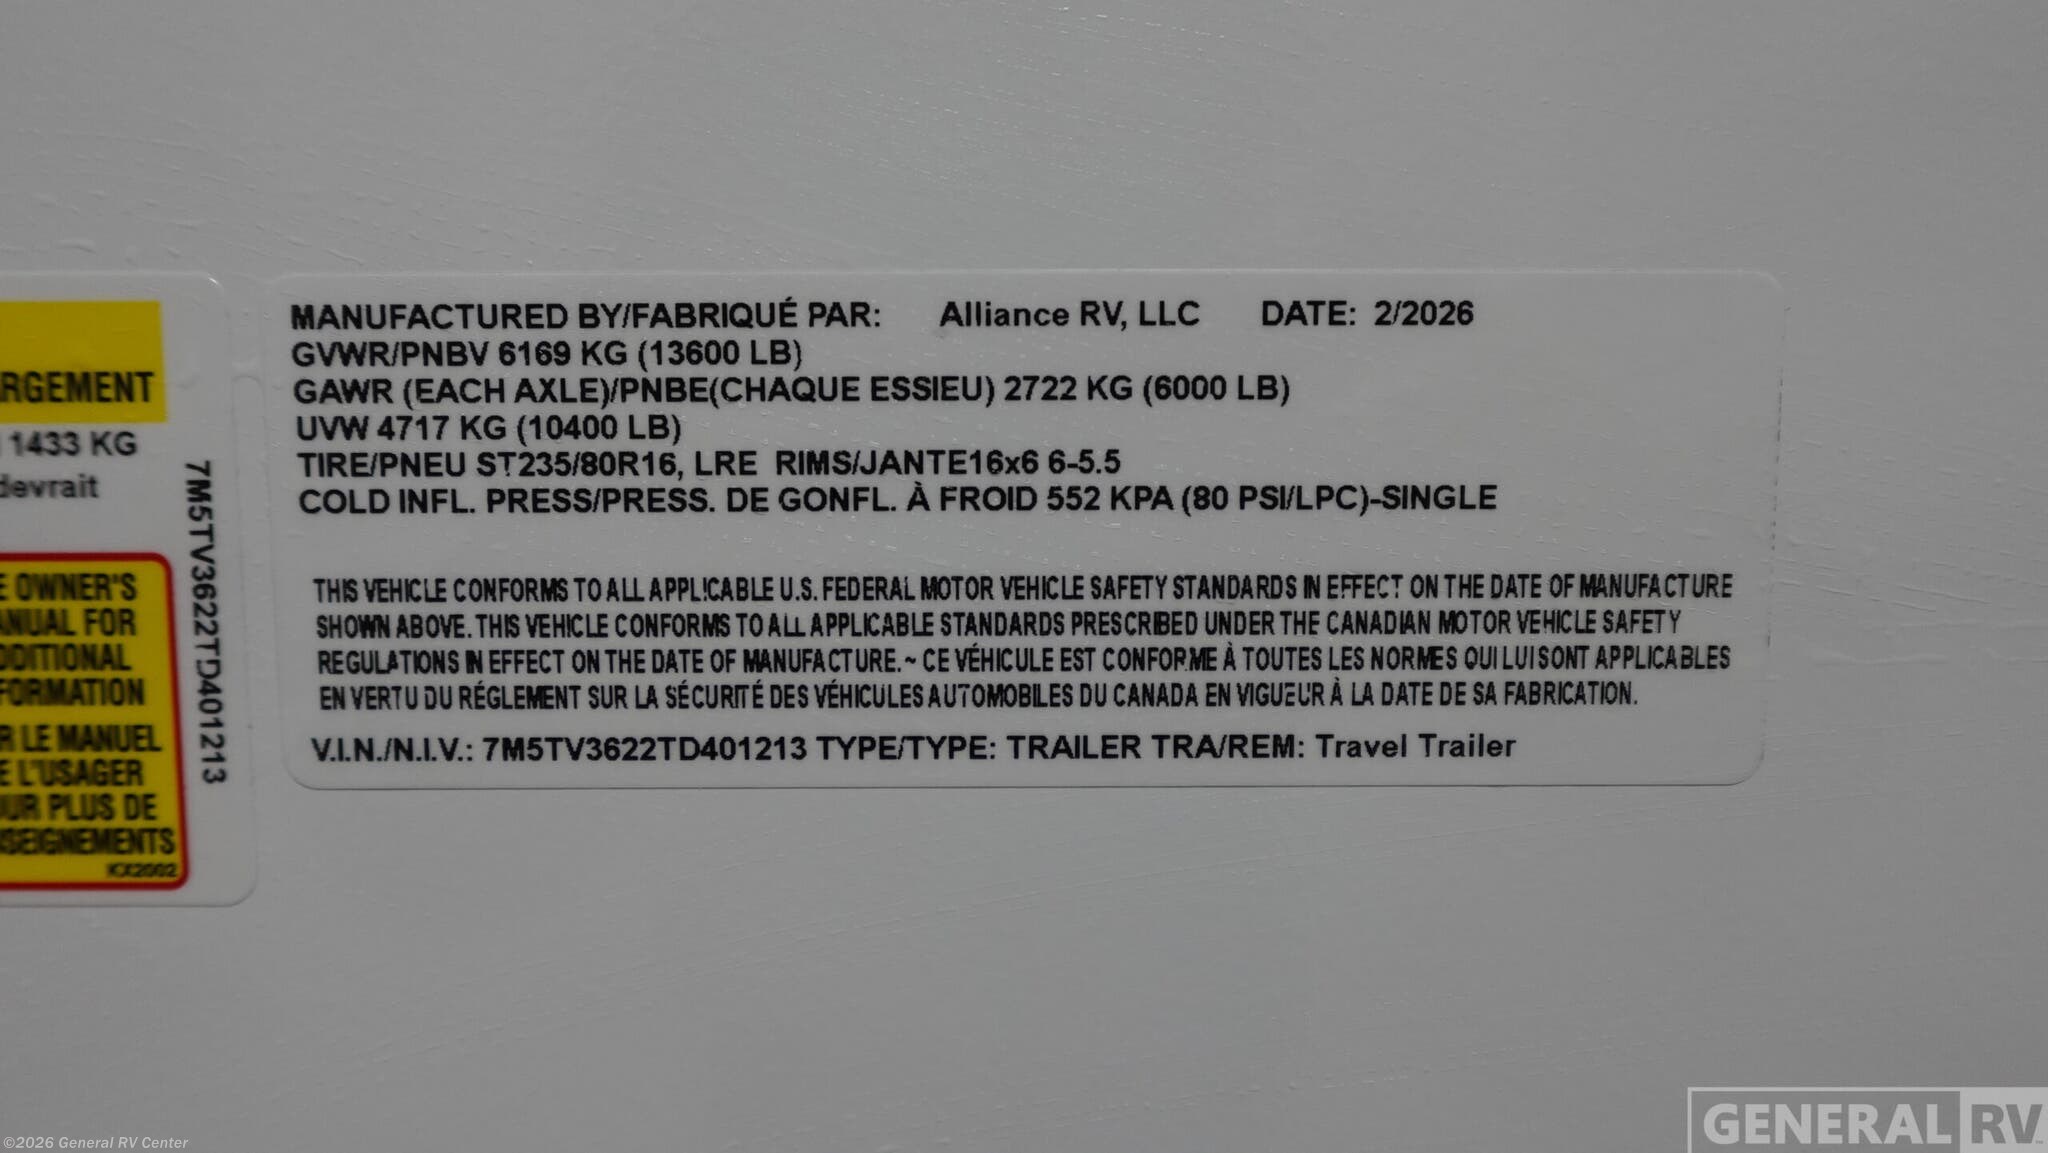 RGEMENT
1433 KG
devrait
E OWNER'S
ANUAL FOR
DDITIONAL
FORMATION
R LE MANUEL
E L'USAGER
OUR PLUS DE
NSEIGNEMENTS
KX2002
7M5TV3622TD401213
MANUFACTURED BY/FABRIQUÉ PAR: Alliance RV, LLC DATE: 2/2026
GVWR/PNBV 6169 KG (13600 LB)
GAWR (EACH AXLE)/PNBE(CHAQUE ESSIEU) 2722 KG (6000 LB)
UVW 4717 KG (10400 LB)
TIRE/PNEU ST235/80R16, LRE RIMS/JANTE16x6 6-5.5
COLD INFL. PRESS/PRESS. DE GONFL. À FROID 552 KPA (80 PSI/LPC)-SINGLE
THIS VEHICLE CONFORMS TO ALL APPLICABLE U.S. FEDERAL MOTOR VEHICLE SAFETY STANDARDS IN EFFECT ON THE DATE OF MANUFACTURE
SHOWN ABOVE. THIS VEHICLE CONFORMS TO ALL APPLICABLE STANDARDS PRESCRIBED UNDER THE CANADIAN MOTOR VEHICLE SAFETY
REGULATIONS IN EFFECT ON THE DATE OF MANUFACTURE. ~ CE VÉHICULE EST CONFORME À TOUTES LES NORMES QUI LUI SONT APPLICABLES
EN VERTU DU RÉGLEMENT SUR LA SÉCURITÉ DES VÉHICULES AUTOMOBILES DU CANADA EN VIGUEUR À LA DATE DE SA FABRICATION.
V.I.N./N.I.V.: 7M5TV3622TD401213 TYPE/TYPE: TRAILER TRA/REM: Travel Trailer
©2026 General RV Center
GENERAL RV